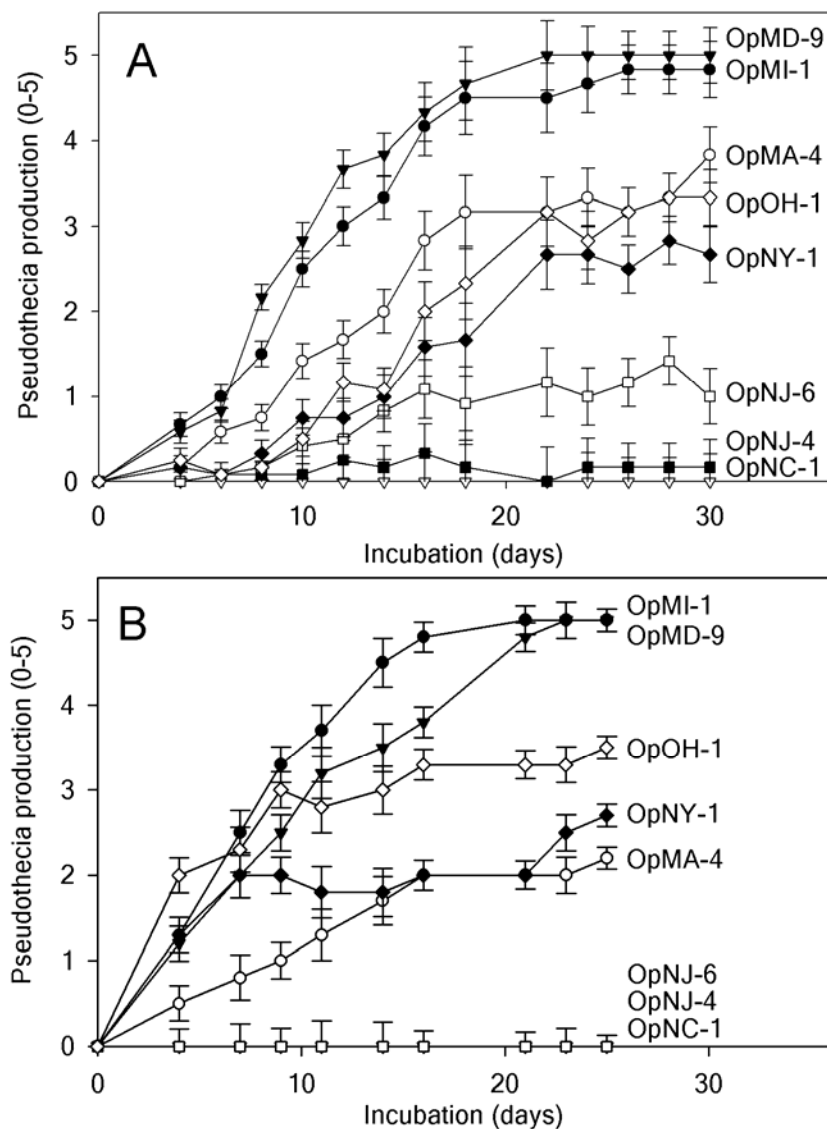 A
Pseudothecia production (0-5)
5
4
3
2
1
0
OpMD-9
OpMI-1
OpMA-4
OpOH-1
OpNY-1
OpNJ-6
OpNJ-4
OpNC-1
0
10
20
30
Incubation (days)
B
Pseudothecia production (0-5)
5
4
3
2
1
0
OpMI-1
OpMD-9
OpOH-1
OpNY-1
OpMA-4
OpNJ-6
OpNJ-4
OpNC-1
0
10
20
30
Incubation (days)